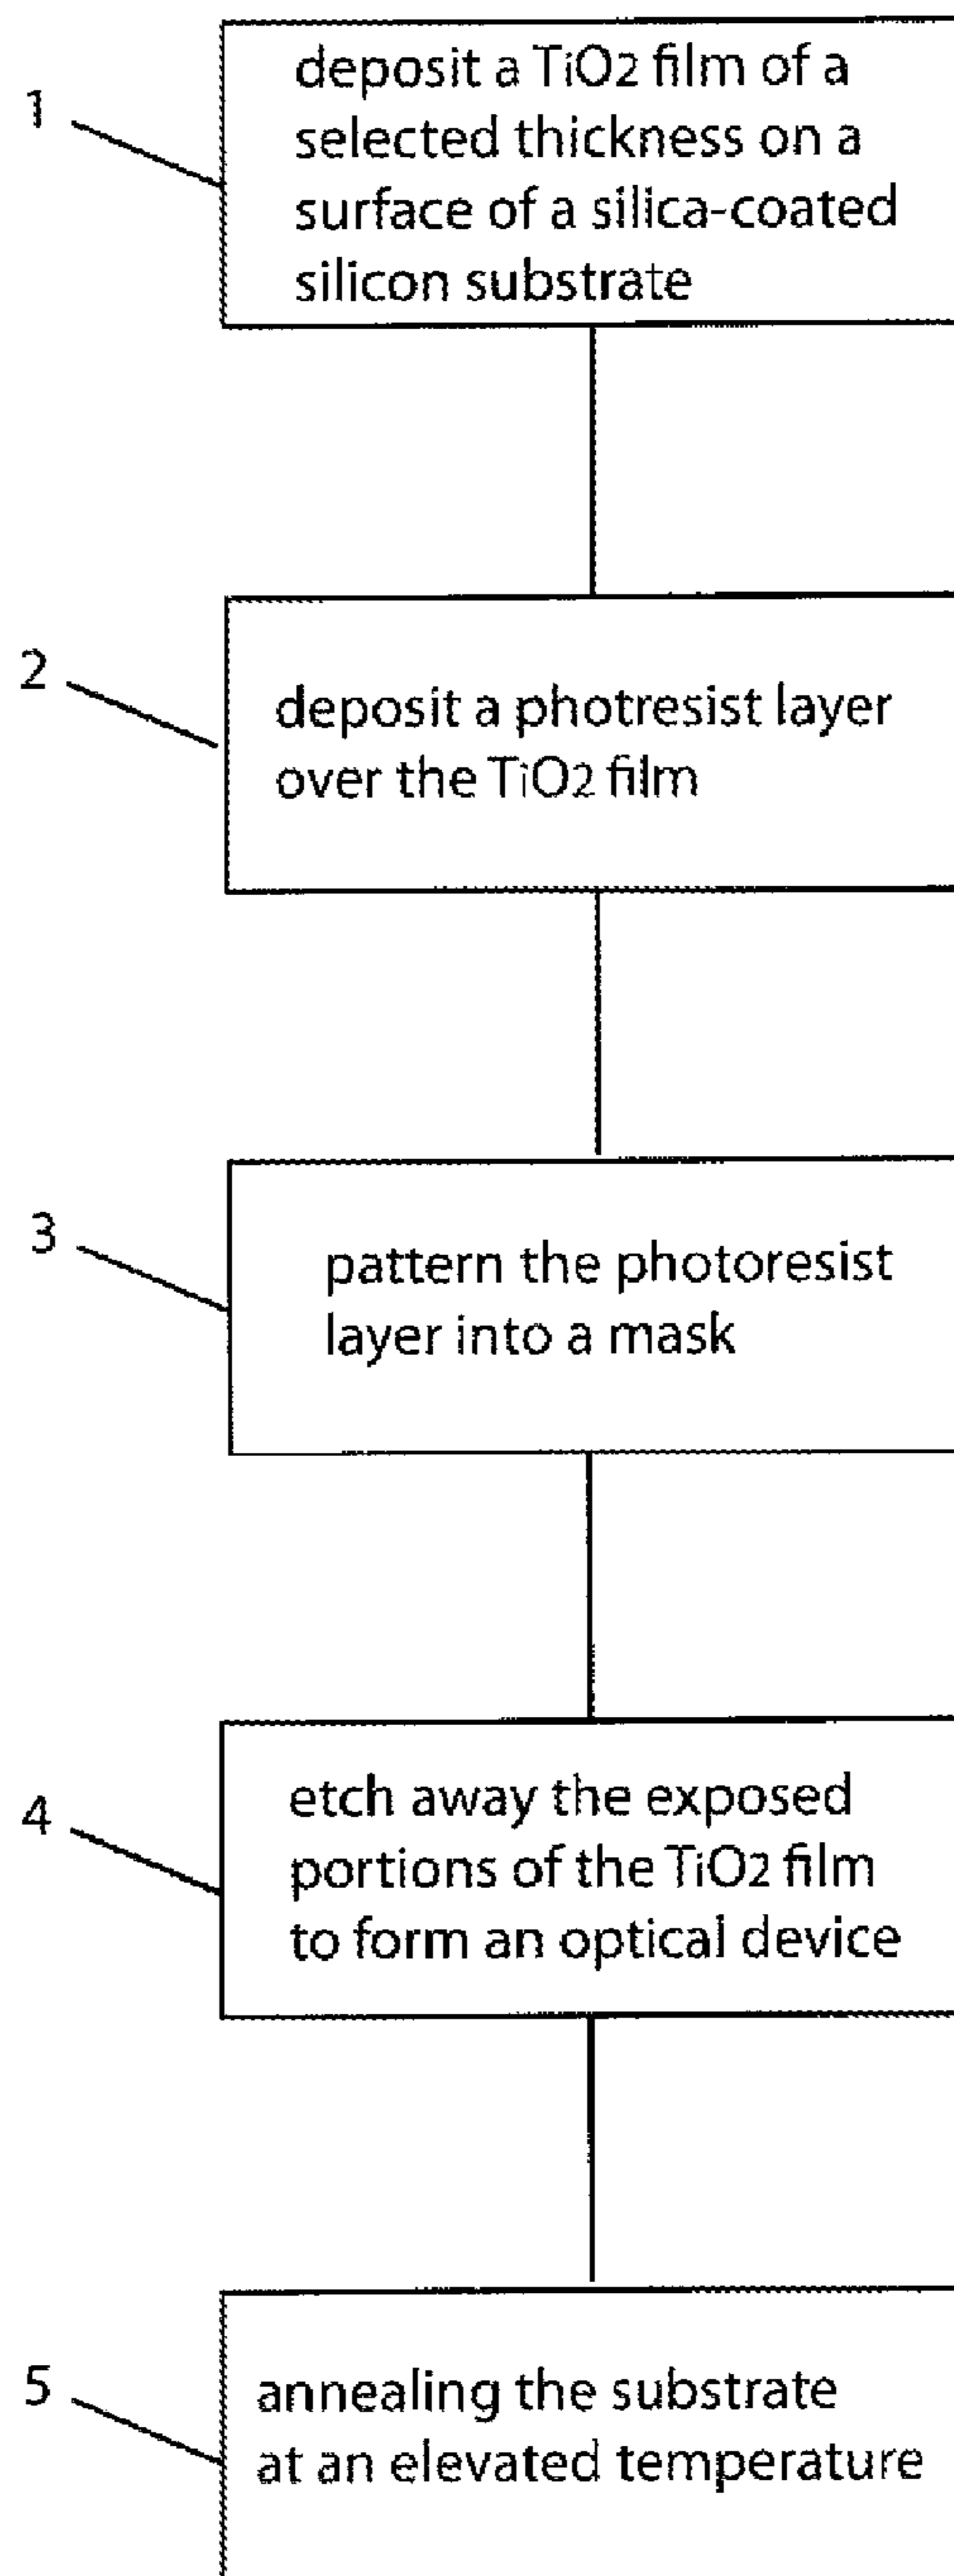 1
deposit a TiO2 film of a
selected thickness on a
surface of a silica-coated
silicon substrate
2
deposit a photresist layer
over the TiO2 film
3
pattern the photoresist
layer into a mask
4
etch away the exposed
portions of the TiO2 film
to form an optical device
5
annealing the substrate
at an elevated temperature